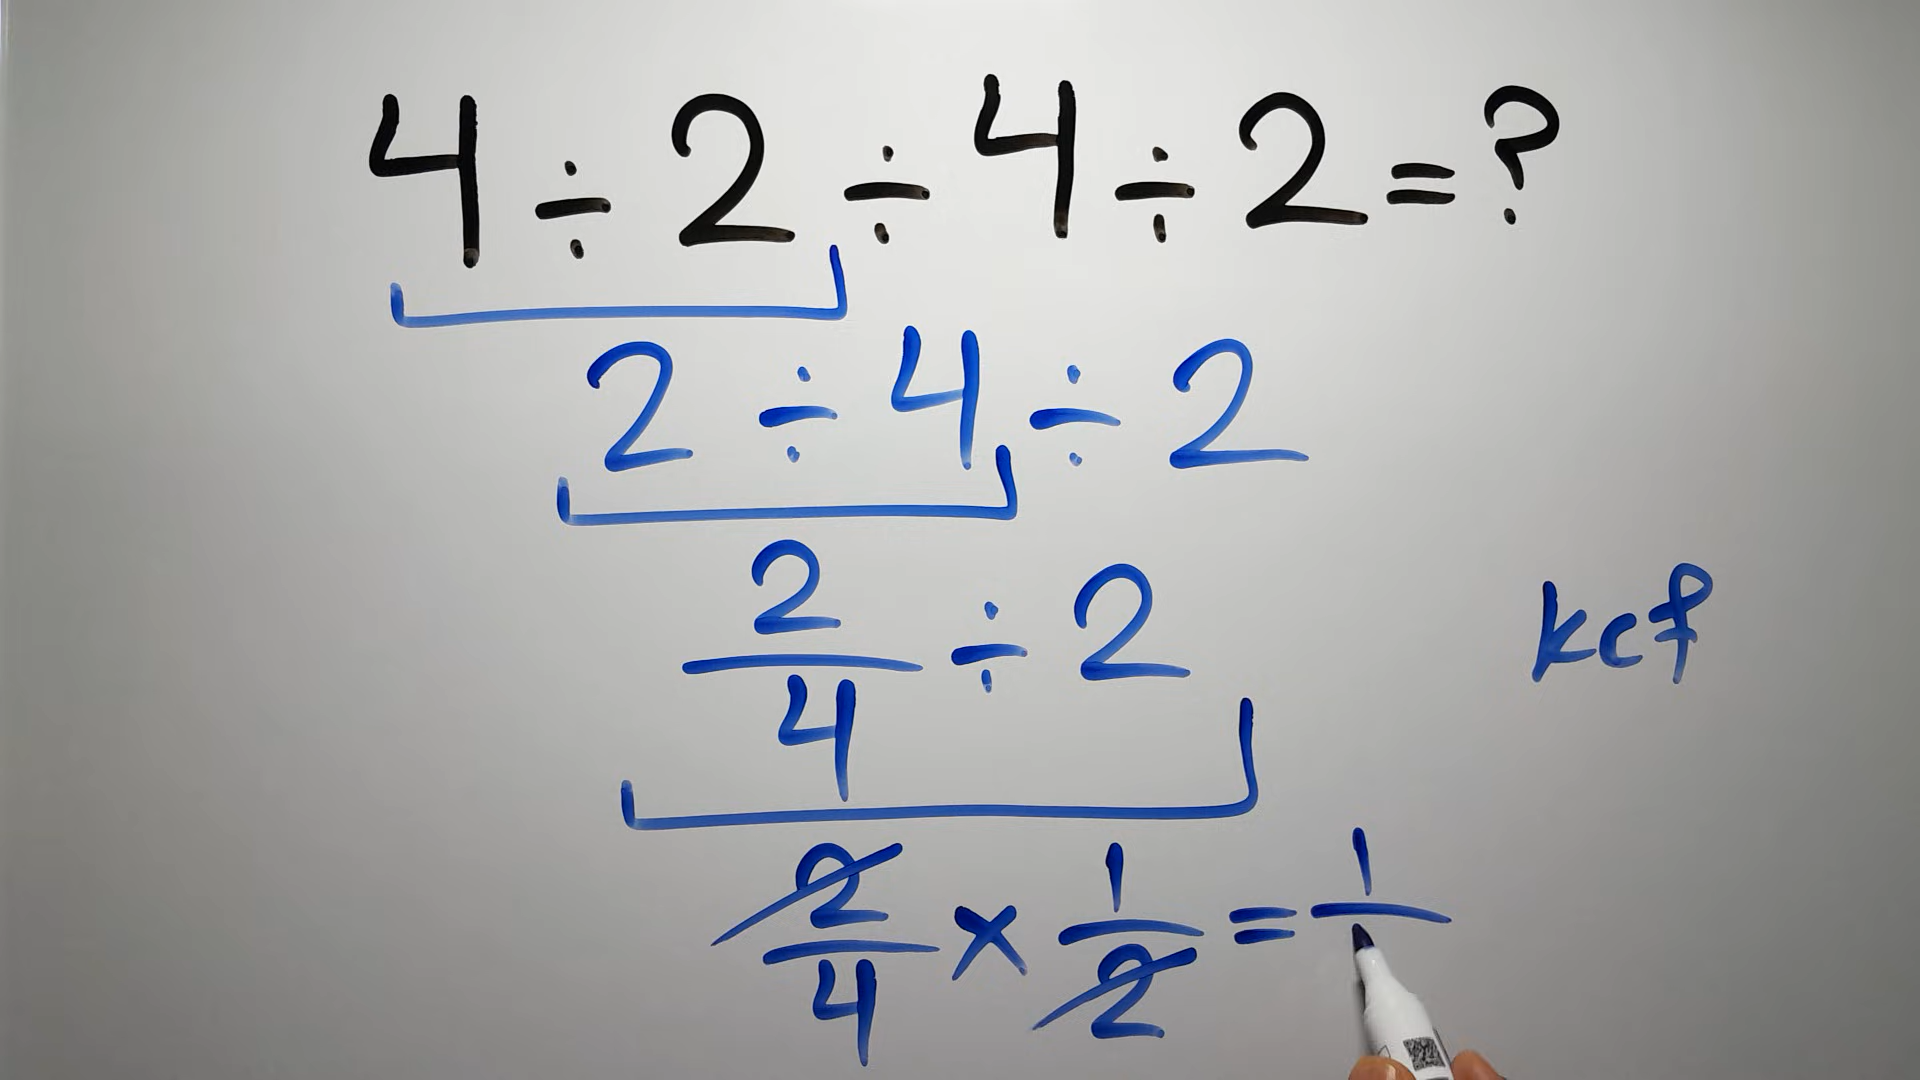 4 ÷ 2 ÷ 4 ÷ 2 = ?
2 ÷ 4 ÷ 2
2/4 ÷ 2
kcf
2/4 × 1/2 = 1/